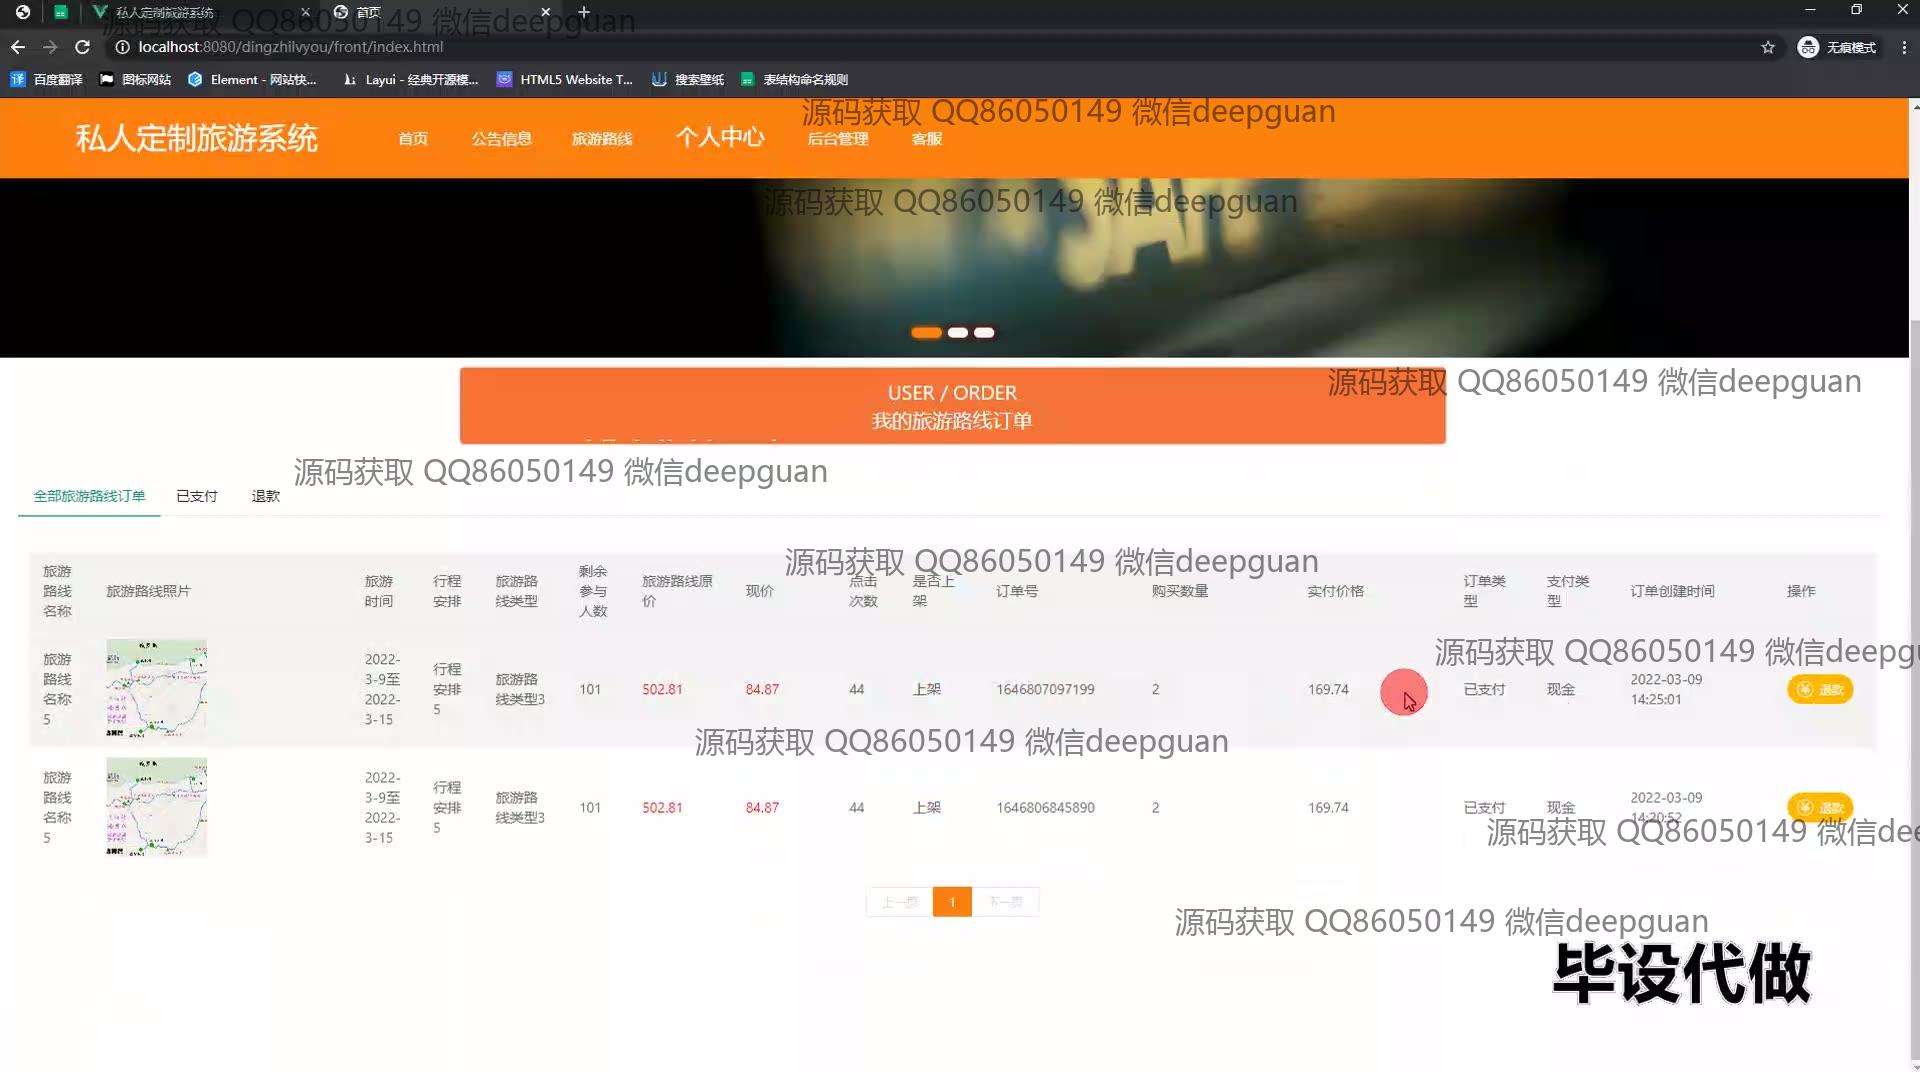 私人定制旅游系统
首页
localhost:8080/dingzhilvyou/front/index.html
无痕模式
百度翻译
图标网站
Element - 网站快...
Layui - 经典开源模...
HTML5 Website T...
搜索壁纸
表结构命名规则
源码获取 QQ86050149 微信deepguan
私人定制旅游系统
首页
公告信息
旅游路线
个人中心
后台管理
客服
源码获取 QQ86050149 微信deepguan
源码获取 QQ86050149 微信deepguan
USER / ORDER
我的旅游路线订单
源码获取 QQ86050149 微信deepguan
源码获取 QQ86050149 微信deepguan
全部旅游路线订单
已支付
退款
源码获取 QQ86050149 微信deepguan
旅游路线名称 旅游路线照片 旅游时间 行程安排 旅游路线类型 剩余参与人数 旅游路线原价 现价 点击次数 是否上架 订单号 购买数量 实付价格 订单类型 支付类型 订单创建时间 操作
源码获取 QQ86050149 微信deepgu
旅游路线名称5 2022-3-9至2022-3-15 行程安排5 旅游路线类型3 101 502.81 84.87 44 上架 1646807097199 2 169.74 已支付 现金 2022-03-09 14:25:01 退款
源码获取 QQ86050149 微信deepguan
旅游路线名称5 2022-3-9至2022-3-15 行程安排5 旅游路线类型3 101 502.81 84.87 44 上架 1646806845890 2 169.74 已支付 现金 2022-03-09 14:20:52 退款
源码获取 QQ86050149 微信dee
上一页 1 下一页
源码获取 QQ86050149 微信deepguan
毕设代做